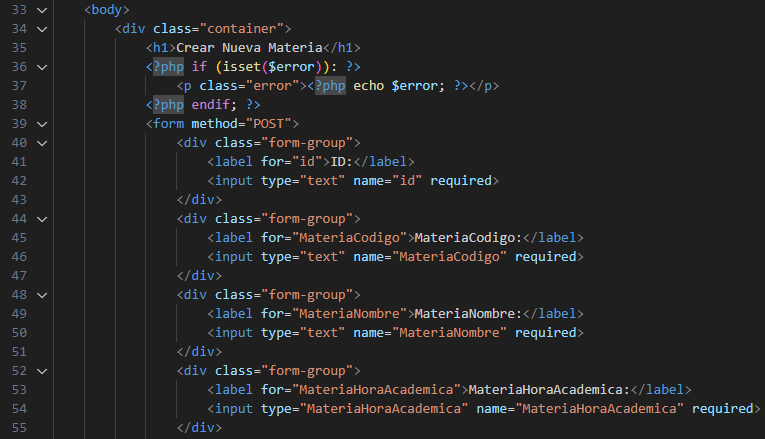 33 <body>
34 <div class="container">
35 <h1>Crear Nueva Materia</h1>
36 <?php if (isset($error)): ?>
37 <p class="error"><?php echo $error; ?></p>
38 <?php endif; ?>
39 <form method="POST">
40 <div class="form-group">
41 <label for="id">ID:</label>
42 <input type="text" name="id" required>
43 </div>
44 <div class="form-group">
45 <label for="MateriaCodigo">MateriaCodigo:</label>
46 <input type="text" name="MateriaCodigo" required>
47 </div>
48 <div class="form-group">
49 <label for="MateriaNombre">MateriaNombre:</label>
50 <input type="text" name="MateriaNombre" required>
51 </div>
52 <div class="form-group">
53 <label for="MateriaHoraAcademica">MateriaHoraAcademica:</label>
54 <input type="MateriaHoraAcademica" name="MateriaHoraAcademica" required>
55 </div>